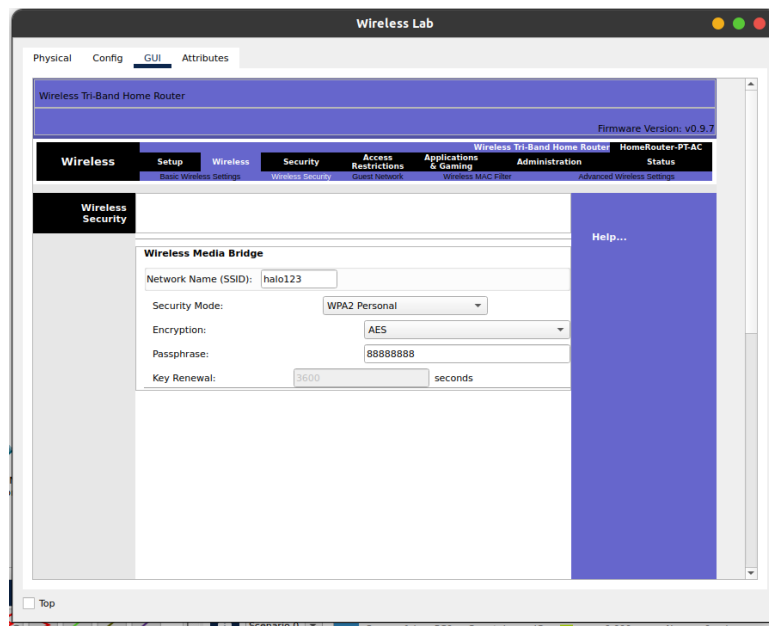 Wireless Lab
Physical Config GUI Attributes
Wireless Tri-Band Home Router
Firmware Version: v0.9.7
Wireless Tri-Band Home Router HomeRouter-PT-AC
Wireless Setup Wireless Security Access Restrictions Applications & Gaming Administration Status
Basic Wireless Settings Wireless Security Guest Network Wireless MAC Filter Advanced Wireless Settings
Wireless Security
Help...
Wireless Media Bridge
Network Name (SSID): halo123
Security Mode: WPA2 Personal
Encryption: AES
Passphrase: 88888888
Key Renewal: 3600 seconds
Top